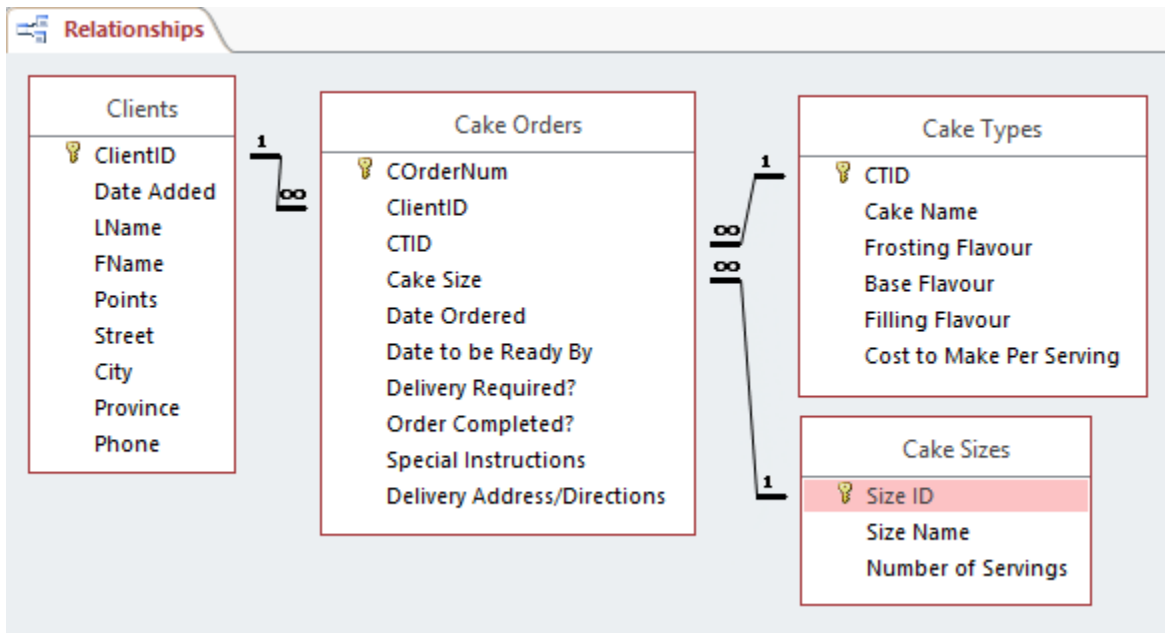 Relationships
Clients
ClientID
Date Added
LName
FName
Points
Street
City
Province
Phone
1
∞
Cake Orders
COrderNum
ClientID
CTID
Cake Size
Date Ordered
Date to be Ready By
Delivery Required?
Order Completed?
Special Instructions
Delivery Address/Directions
1
∞
∞
1
Cake Types
CTID
Cake Name
Frosting Flavour
Base Flavour
Filling Flavour
Cost to Make Per Serving
Cake Sizes
Size ID
Size Name
Number of Servings